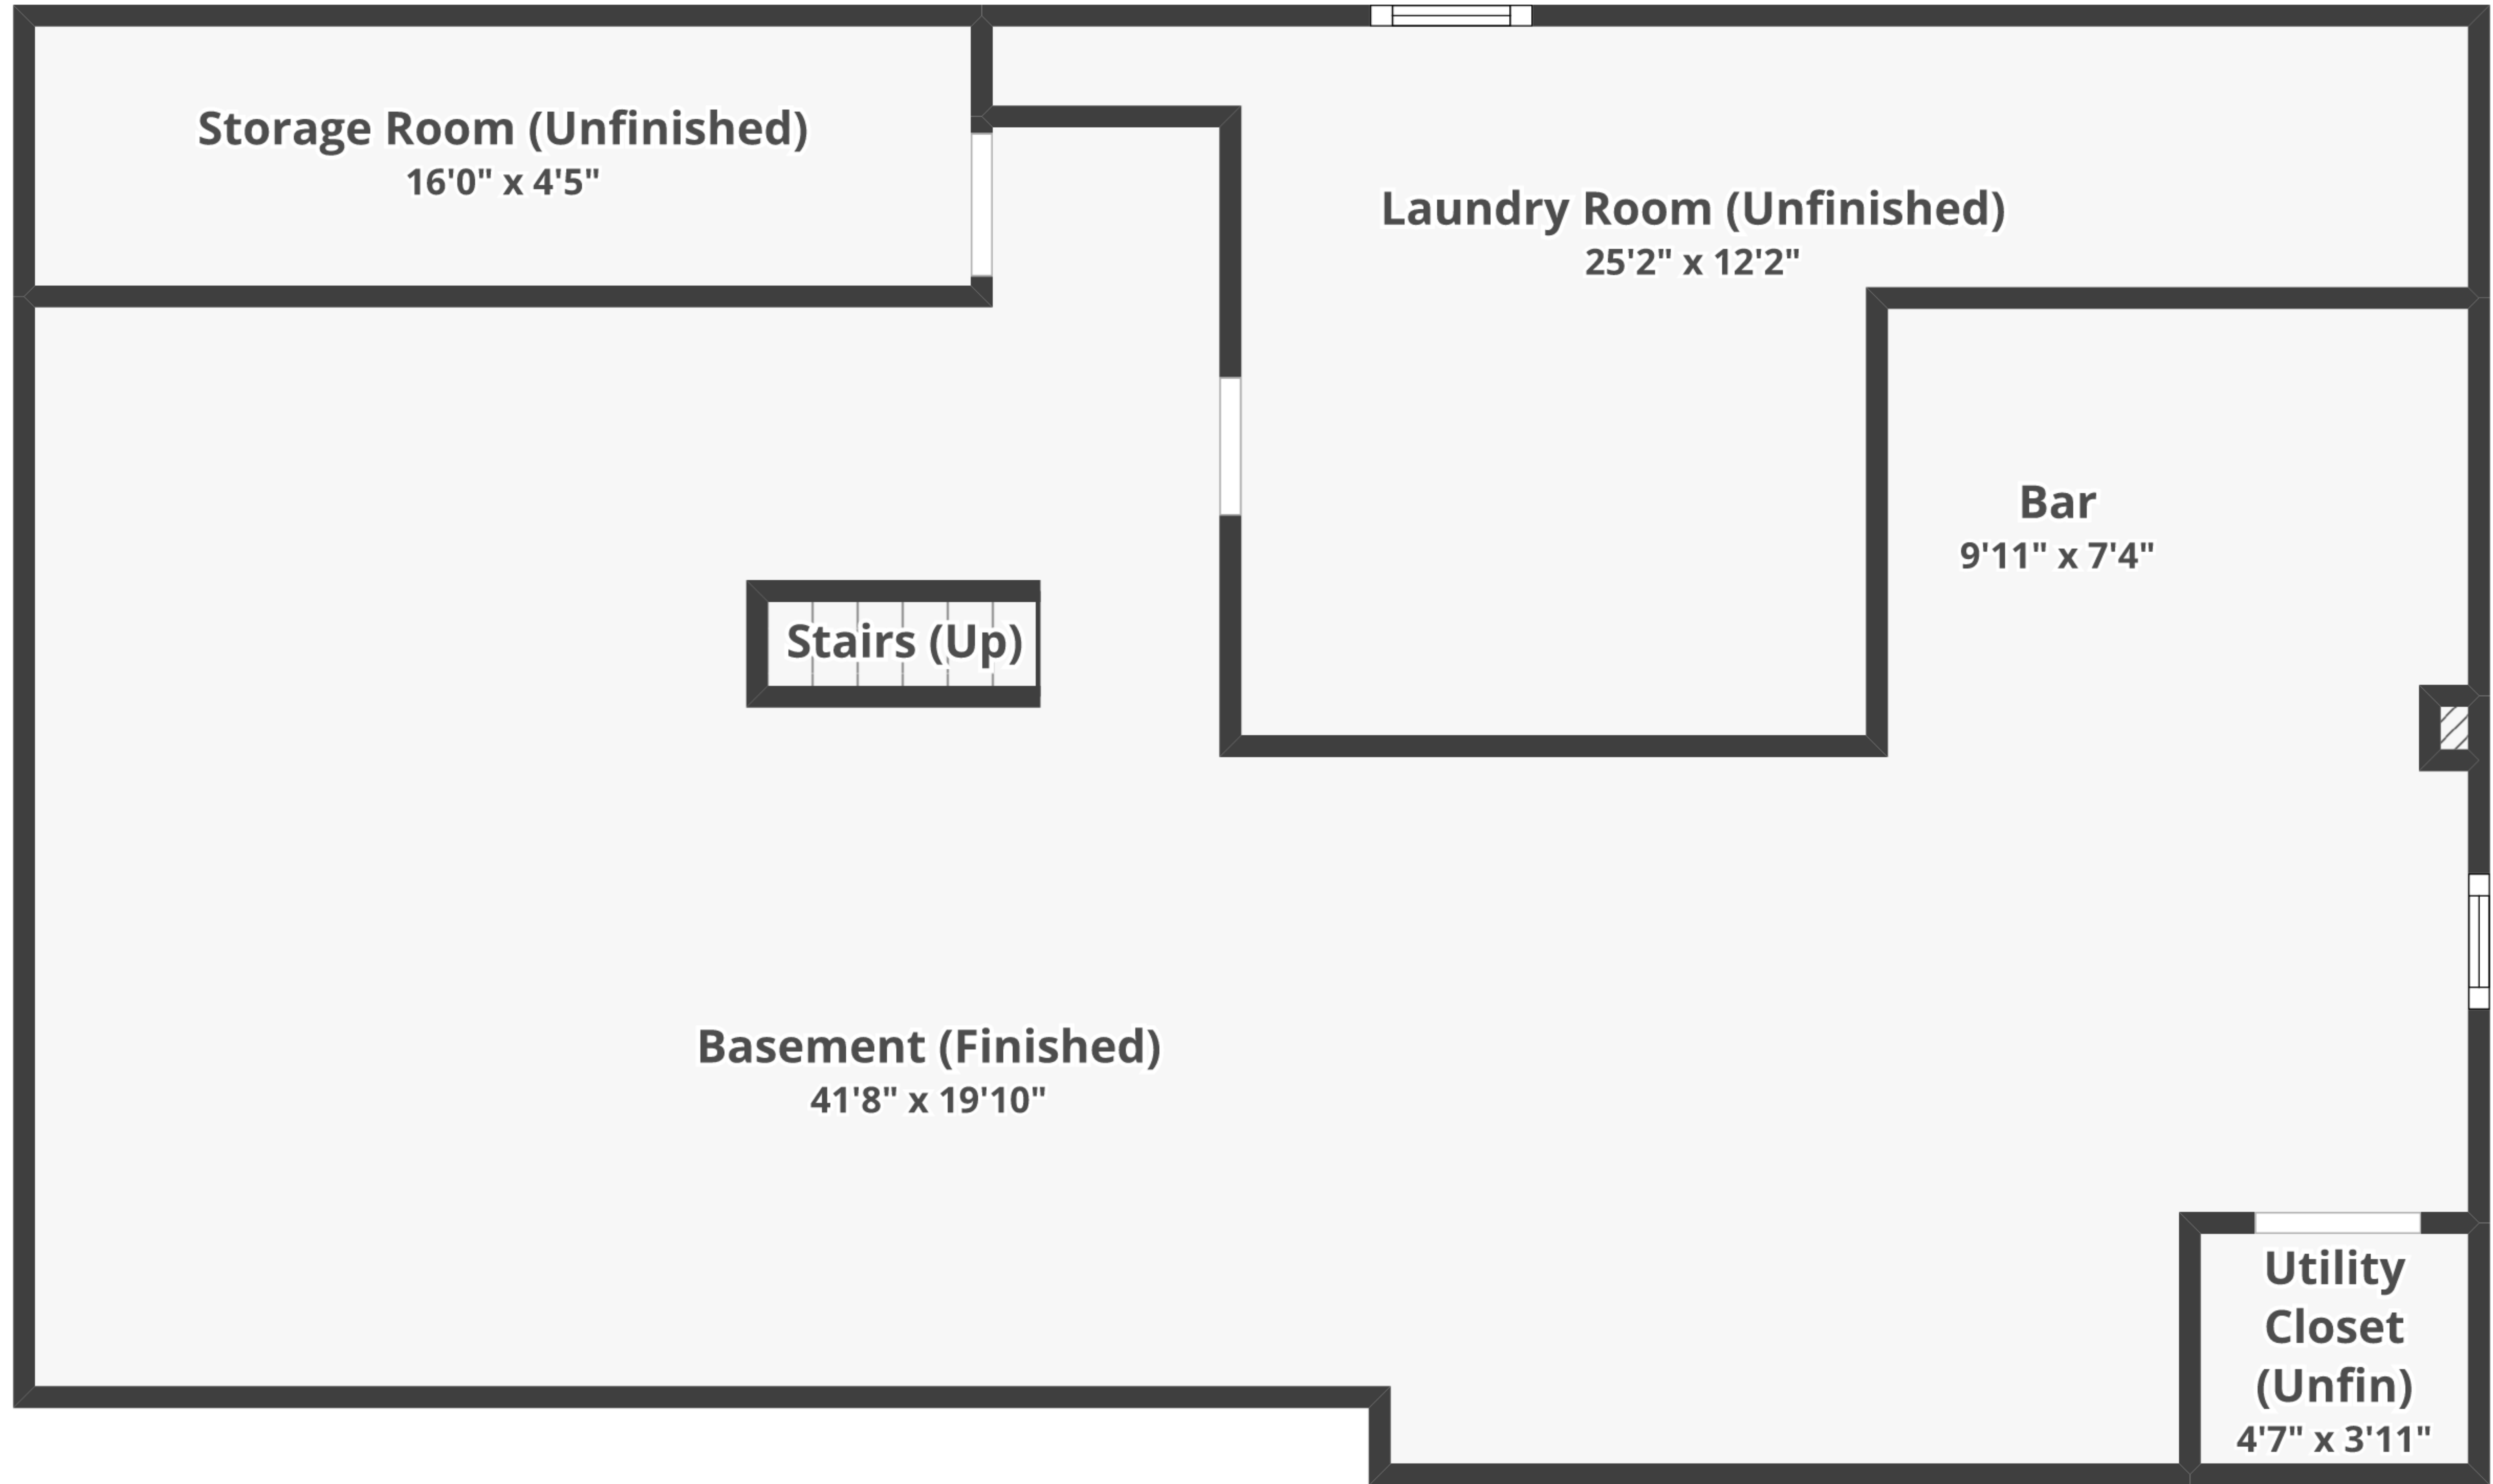 Storage Room (Unfinished)
16'0" x 4'5"
Laundry Room (Unfinished)
25'2" x 12'2"
Bar
9'11" x 7'4"
Stairs (Up)
Basement (Finished)
41'8" x 19'10"
Utility
Closet
(Unfin)
4'7" x 3'11"